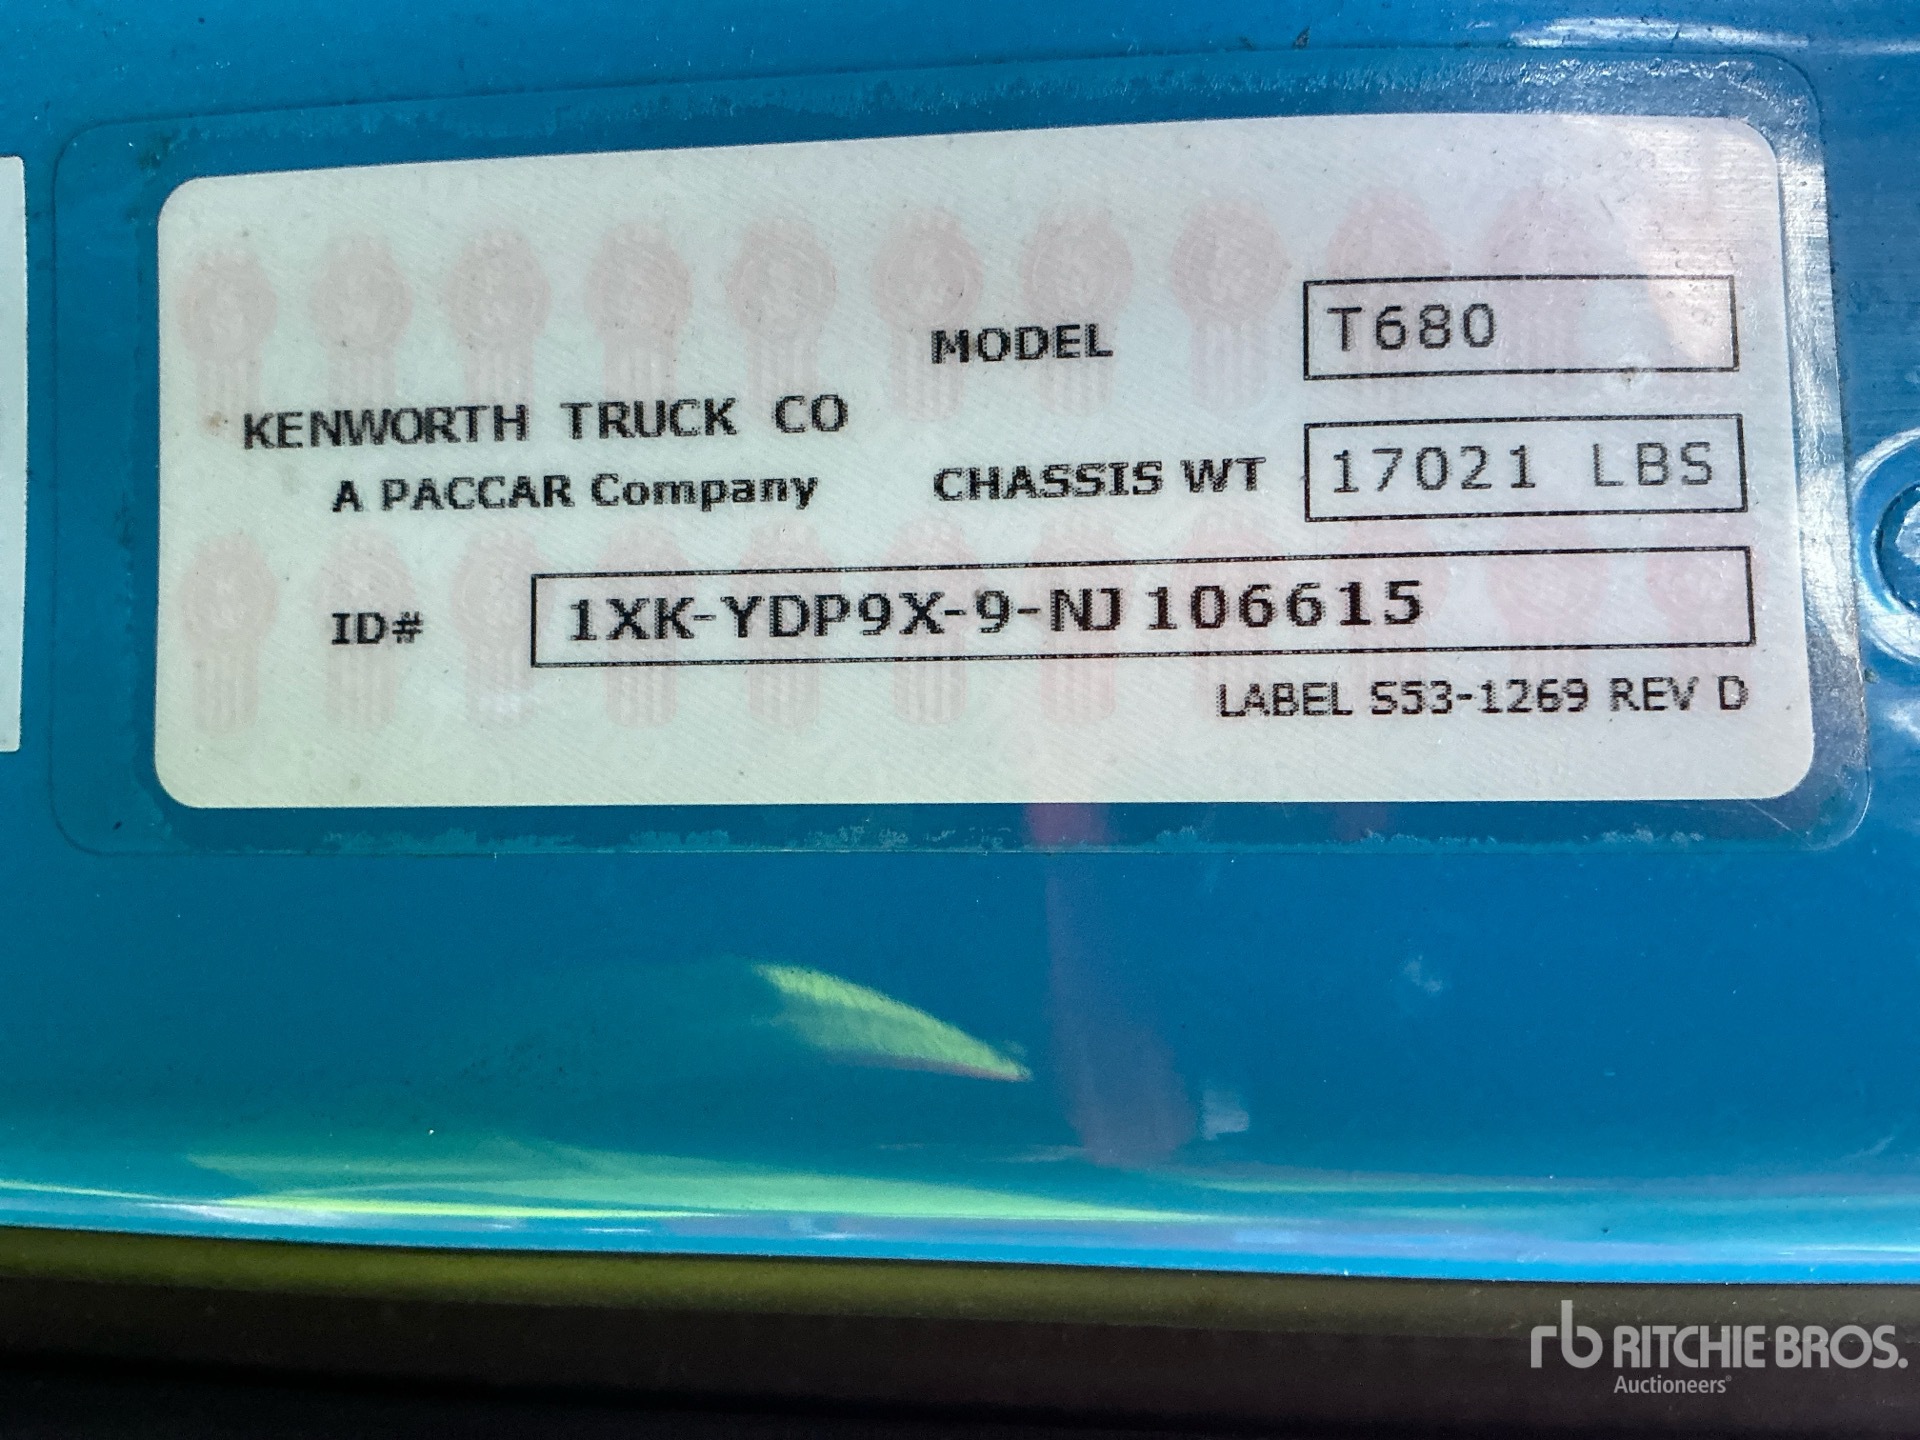 MODEL T680
KENWORTH TRUCK CO
A PACCAR Company
CHASSIS WT 17021 LBS
ID# 1XK-YDP9X-9-NJ106615
LABEL S53-1269 REV D
rb RITCHIE BROS.
Auctioneers